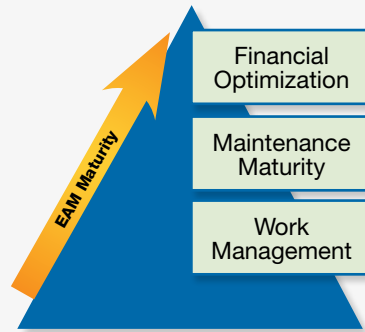 Financial
Optimization
Maintenance
Maturity
Work
Management
EAM Maturity